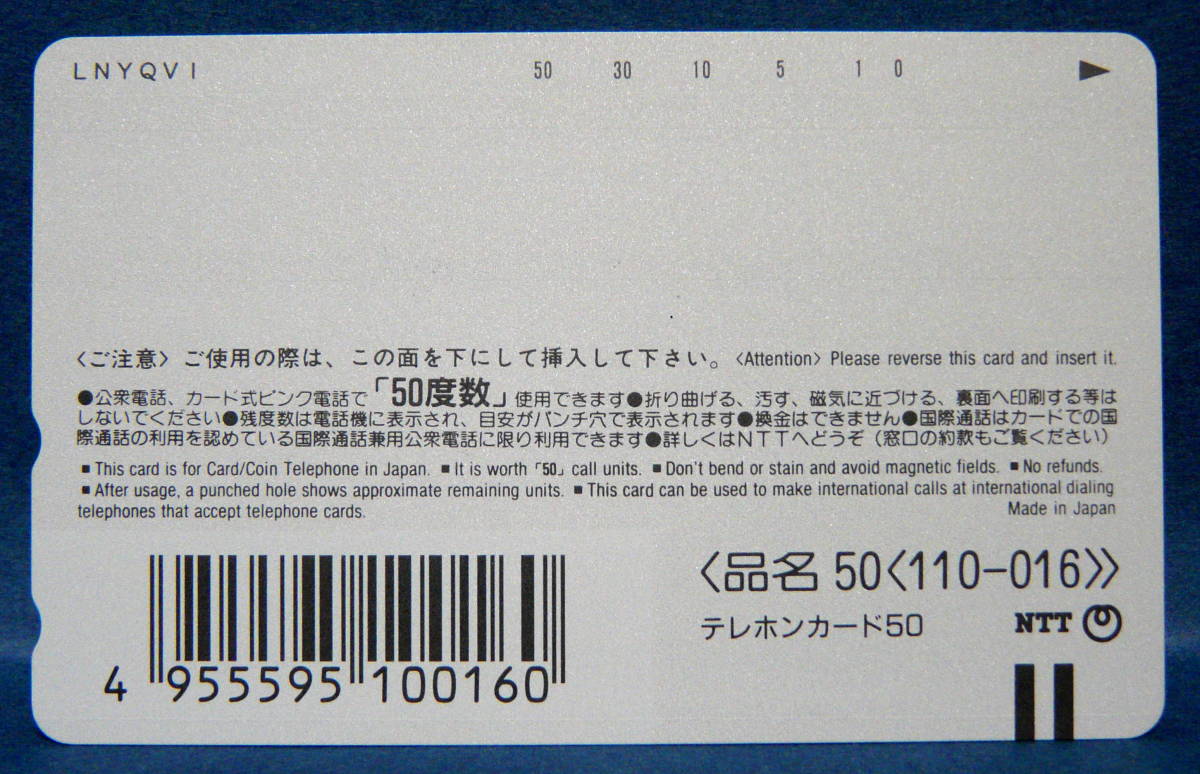 LNYQVI 50 30 10 5 1 0
〈ご注意〉ご使用の際は、この面を下にして挿入して下さい。〈Attention〉Please reverse this card and insert it.
●公衆電話、カード式ピンク電話で「50度数」使用できます●折り曲げる、汚す、磁気に近づける、裏面へ印刷する等は
しないでください●残度数は電話機に表示され、目安がパンチ穴で表示されます●換金はできません●国際通話はカードでの国
際通話の利用を認めている国際通話兼用公衆電話に限り利用できます●詳しくはNTTへどうぞ（窓口の約款もご覧ください）
■This card is for Card/Coin Telephone in Japan. ■It is worth「50」call units. ■Don't bend or stain and avoid magnetic fields. ■No refunds.
■After usage, a punched hole shows approximate remaining units. ■This card can be used to make international calls at international dialing
telephones that accept telephone cards. Made in Japan
〈品名 50〈110-016〉〉
テレホンカード50 NTT
4 955595 100160